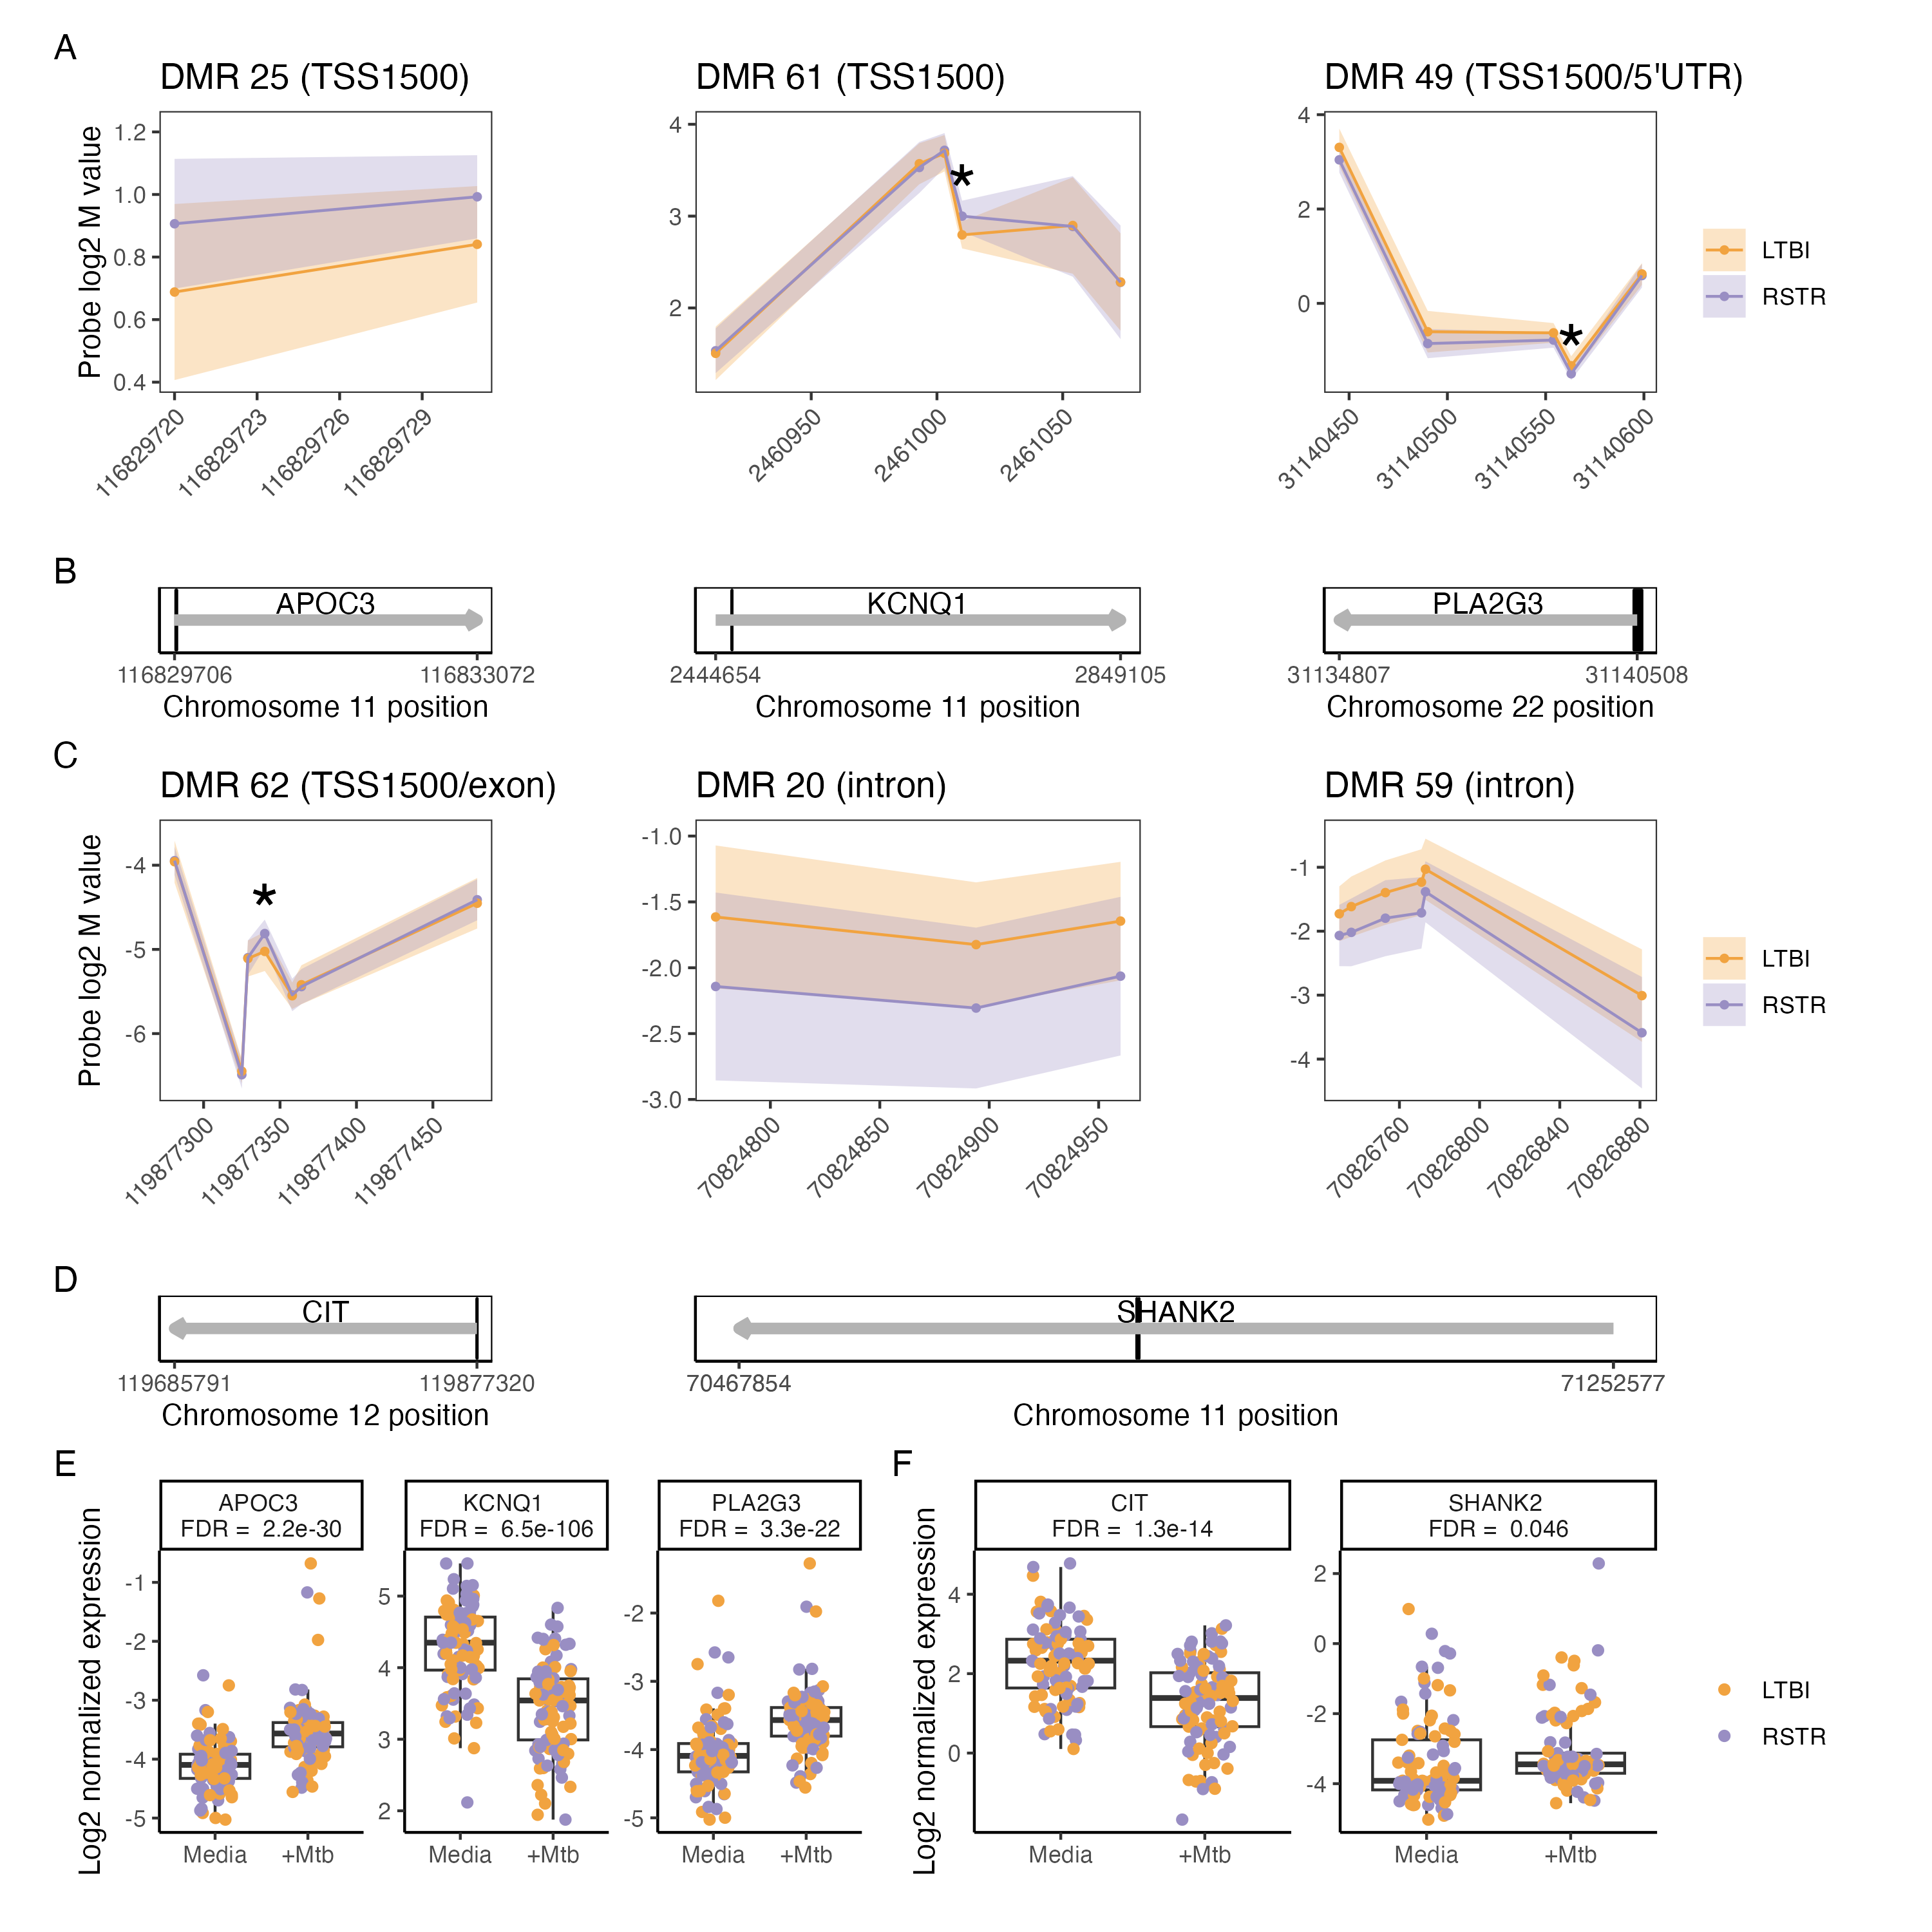 A
DMR 25 (TSS1500)
DMR 61 (TSS1500)
DMR 49 (TSS1500/5'UTR)
Probe log2 M value
1.2
1.0
0.8
0.6
0.4
116829720
116829723
116829726
116829729
4
3
2
*
2460950
2461000
2461050
4
2
0
*
31140450
31140500
31140550
31140600
LTBI
RSTR
B
APOC3
116829706
116833072
Chromosome 11 position
KCNQ1
2444654
2849105
Chromosome 11 position
PLA2G3
31134807
31140508
Chromosome 22 position
C
DMR 62 (TSS1500/exon)
DMR 20 (intron)
DMR 59 (intron)
Probe log2 M value
-4
-5
-6
*
119877300
119877350
119877400
119877450
-1.0
-1.5
-2.0
-2.5
-3.0
70824800
70824850
70824900
70824950
-1
-2
-3
-4
70826760
70826800
70826840
70826880
LTBI
RSTR
D
CIT
119685791
119877320
Chromosome 12 position
SHANK2
70467854
71252577
Chromosome 11 position
E
Log2 normalized expression
APOC3
FDR = 2.2e-30
-1
-2
-3
-4
-5
Media
+Mtb
KCNQ1
FDR = 6.5e-106
5
4
3
2
Media
+Mtb
PLA2G3
FDR = 3.3e-22
-2
-3
-4
-5
Media
+Mtb
F
Log2 normalized expression
CIT
FDR = 1.3e-14
4
2
0
Media
+Mtb
SHANK2
FDR = 0.046
2
0
-2
-4
Media
+Mtb
LTBI
RSTR